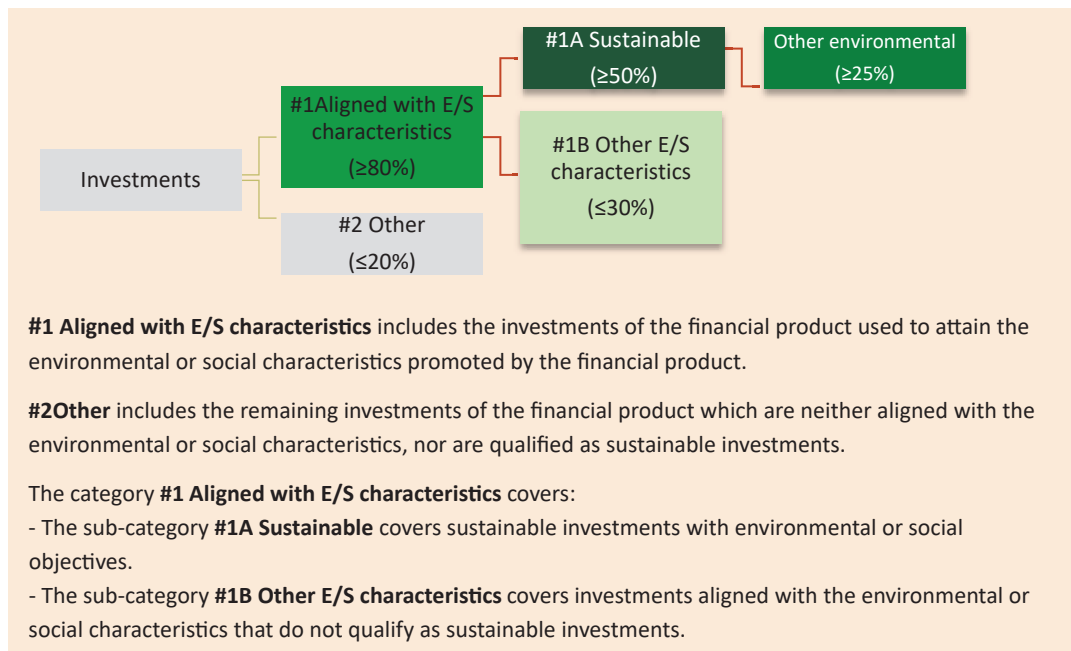 Investments
#1Aligned with E/S
characteristics
(≥80%)
#2 Other
(≤20%)
#1A Sustainable
(≥50%)
#1B Other E/S
characteristics
(≤30%)
Other environmental
(≥25%)
#1 Aligned with E/S characteristics includes the investments of the financial product used to attain the
environmental or social characteristics promoted by the financial product.
#2Other includes the remaining investments of the financial product which are neither aligned with the
environmental or social characteristics, nor are qualified as sustainable investments.
The category #1 Aligned with E/S characteristics covers:
- The sub-category #1A Sustainable covers sustainable investments with environmental or social
objectives.
- The sub-category #1B Other E/S characteristics covers investments aligned with the environmental or
social characteristics that do not qualify as sustainable investments.